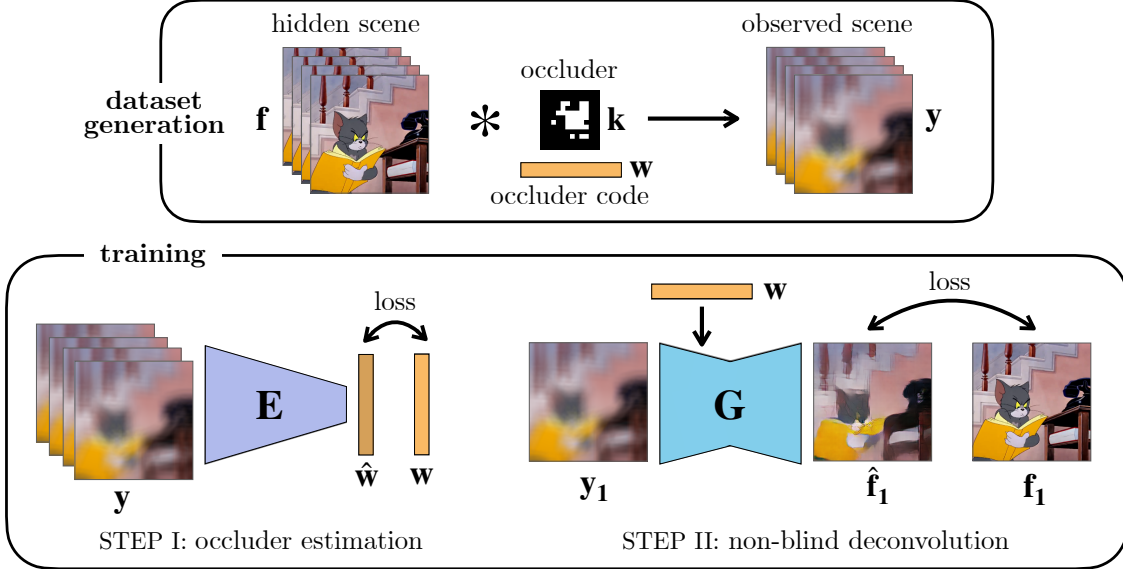 hidden scene
observed scene
occluder
dataset
generation
f
*
k
y
w
occluder code
training
w
loss
loss
E
G
ŵ
w
y
y₁
f̂₁
f₁
STEP I: occluder estimation
STEP II: non-blind deconvolution